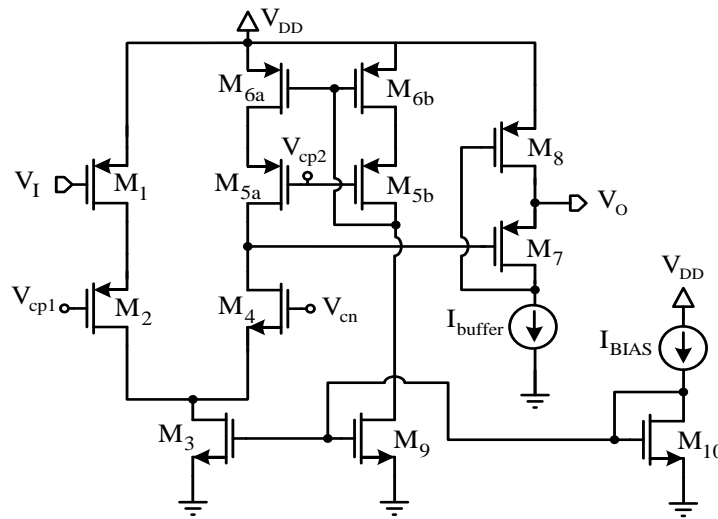 V_DD
M_6a
M_6b
V_I
M_1
V_cp2
M_5a
M_5b
M_8
V_O
M_7
V_cp1
M_2
M_4
V_cn
I_buffer
V_DD
I_BIAS
M_3
M_9
M_10